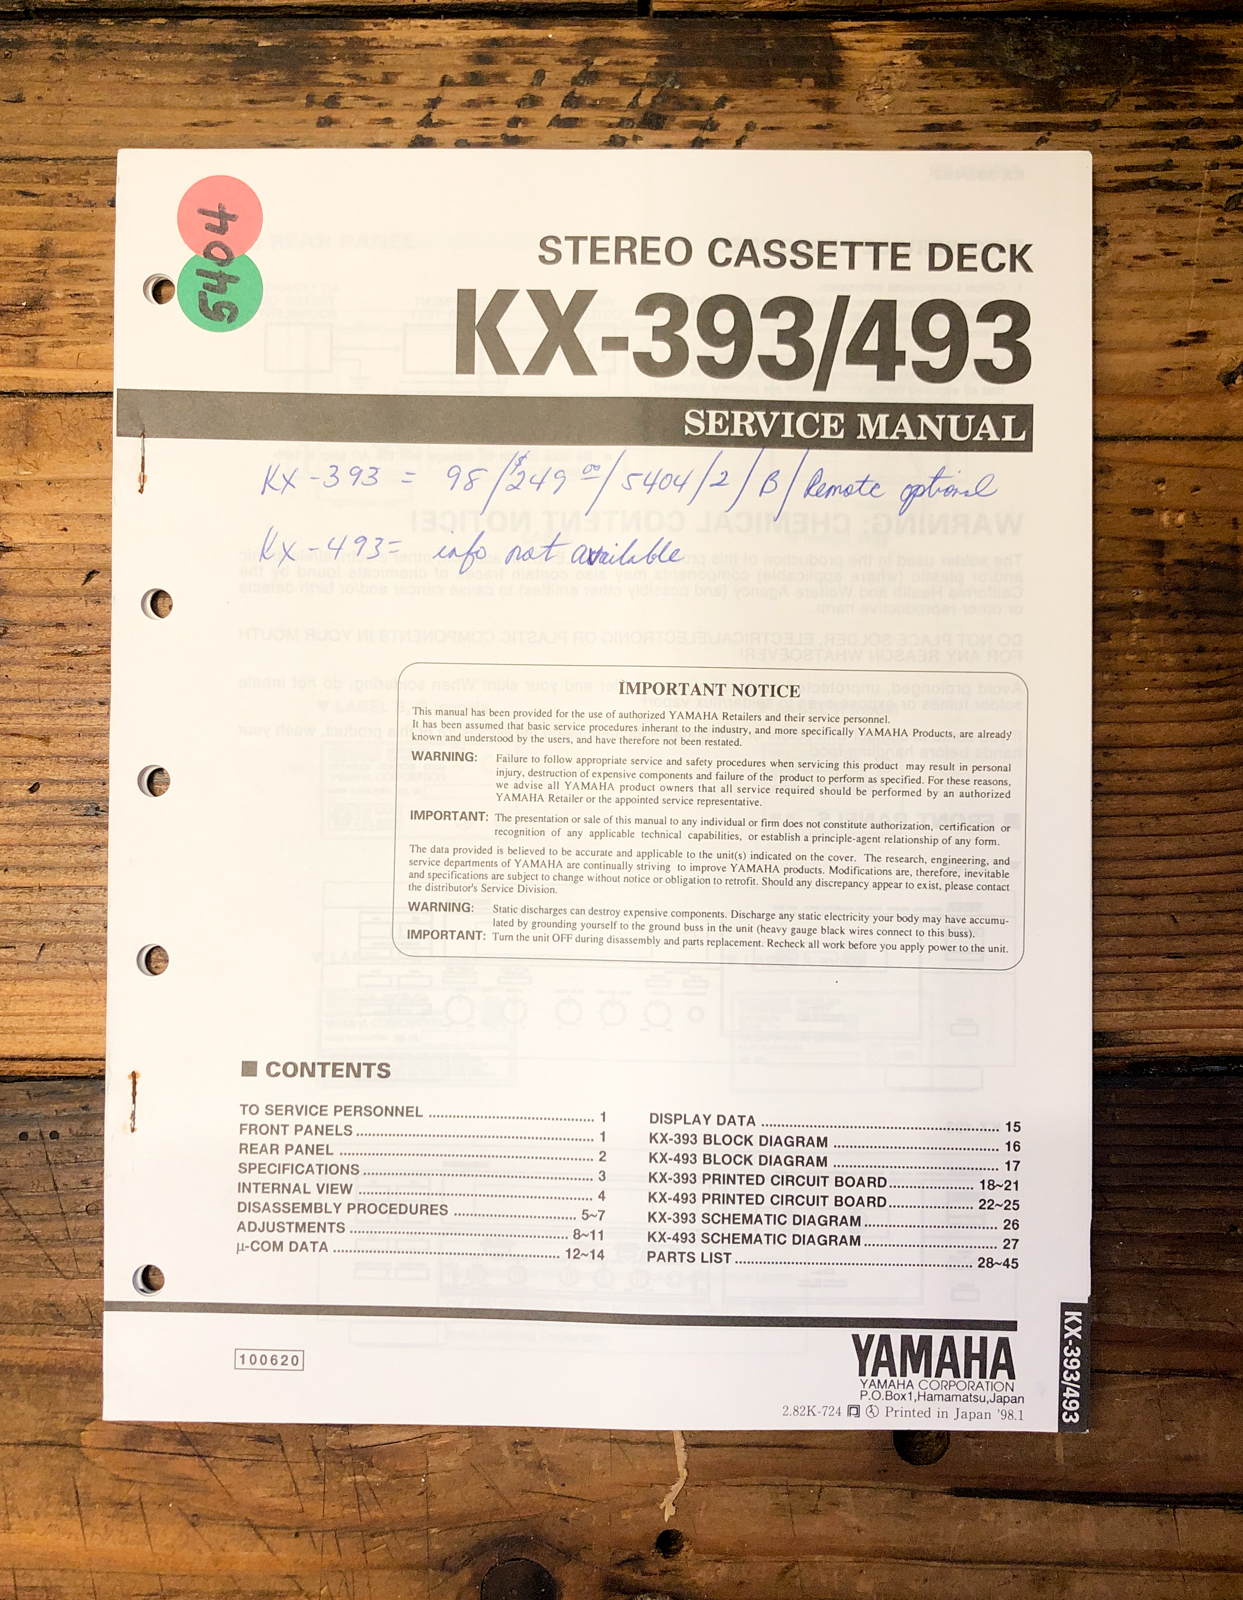 5404
STEREO CASSETTE DECK
KX-393/493
SERVICE MANUAL
KX-393 = 98/$249 00/5404/2/B/Remote optional
KX-493= info not available
WARNING: CHEMICAL CONTENT NOTICE!
IMPORTANT NOTICE
This manual has been provided for the use of authorized YAMAHA Retailers and their service personnel.
It has been assumed that basic service procedures inherant to the industry, and more specifically YAMAHA Products, are already
known and understood by the users, and have therefore not been restated.
WARNING: Failure to follow appropriate service and safety procedures when servicing this product may result in personal
injury, destruction of expensive components and failure of the product to perform as specified. For these reasons,
we advise all YAMAHA product owners that all service required should be performed by an authorized
YAMAHA Retailer or the appointed service representative.
IMPORTANT: The presentation or sale of this manual to any individual or firm does not constitute authorization, certification or
recognition of any applicable technical capabilities, or establish a principle-agent relationship of any form.
The data provided is believed to be accurate and applicable to the unit(s) indicated on the cover. The research, engineering, and
service departments of YAMAHA are continually striving to improve YAMAHA products. Modifications are, therefore, inevitable
and specifications are subject to change without notice or obligation to retrofit. Should any discrepancy appear to exist, please contact
the distributor's Service Division.
WARNING: Static discharges can destroy expensive components. Discharge any static electricity your body may have accumu-
lated by grounding yourself to the ground buss in the unit (heavy gauge black wires connect to this buss).
IMPORTANT: Turn the unit OFF during disassembly and parts replacement. Recheck all work before you apply power to the unit.
■ CONTENTS
TO SERVICE PERSONNEL ........ 1
FRONT PANELS ........ 1
REAR PANEL ........ 2
SPECIFICATIONS ........ 3
INTERNAL VIEW ........ 4
DISASSEMBLY PROCEDURES ........ 5~7
ADJUSTMENTS ........ 8~11
µ-COM DATA ........ 12~14
DISPLAY DATA ........ 15
KX-393 BLOCK DIAGRAM ........ 16
KX-493 BLOCK DIAGRAM ........ 17
KX-393 PRINTED CIRCUIT BOARD ........ 18~21
KX-493 PRINTED CIRCUIT BOARD ........ 22~25
KX-393 SCHEMATIC DIAGRAM ........ 26
KX-493 SCHEMATIC DIAGRAM ........ 27
PARTS LIST ........ 28~45
100620
YAMAHA
YAMAHA CORPORATION
P.O.Box1,Hamamatsu,Japan
2.82K-724 Printed in Japan '98.1
KX-393/493